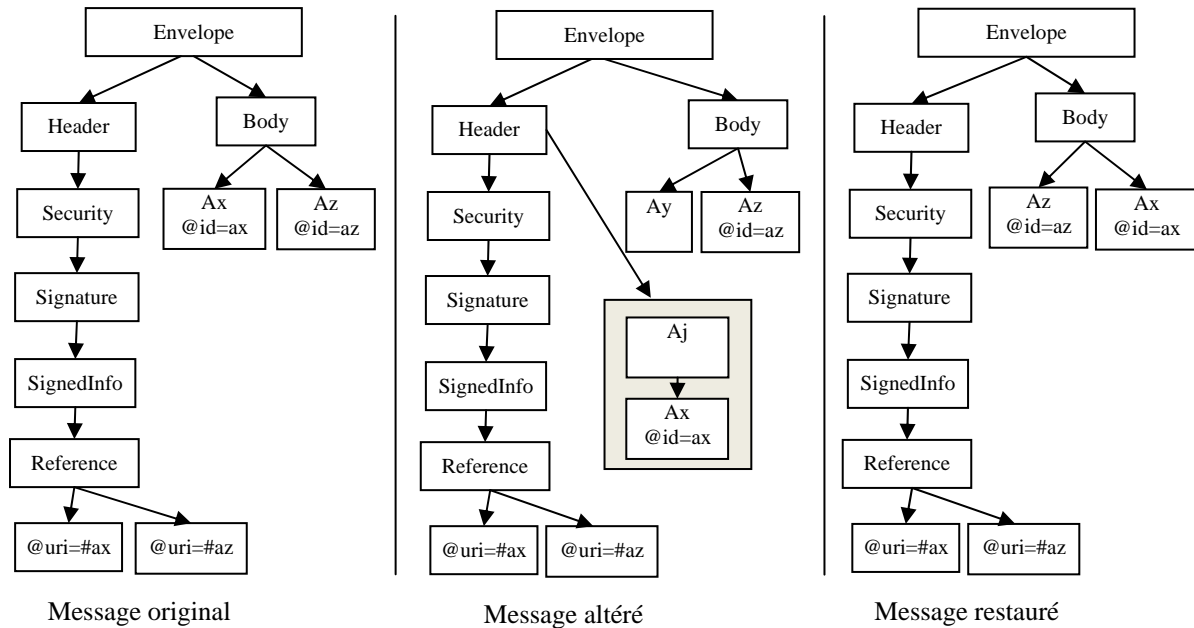 Envelope
Header
Body
Ax
@id=ax
Az
@id=az
Security
Signature
SignedInfo
Reference
@uri=#ax
@uri=#az
Message original
Envelope
Header
Body
Ay
Az
@id=az
Security
Signature
Aj
Ax
@id=ax
SignedInfo
Reference
@uri=#ax
@uri=#az
Message altéré
Envelope
Header
Body
Az
@id=az
Ax
@id=ax
Security
Signature
SignedInfo
Reference
@uri=#ax
@uri=#az
Message restauré